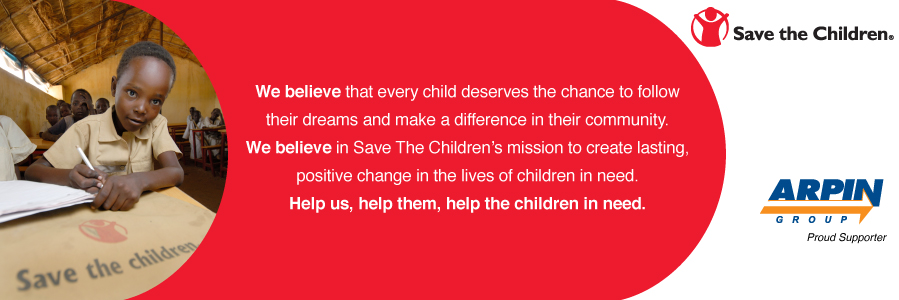 Save the Children®
We believe that every child deserves the chance to follow
their dreams and make a difference in their community.
We believe in Save The Children's mission to create lasting,
positive change in the lives of children in need.
Help us, help them, help the children in need.
ARPIN
GROUP
Proud Supporter
Save the children